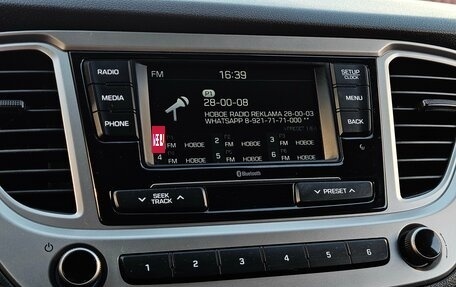 RADIO
MEDIA
PHONE
FM 16:39
P1
28-00-08
НОВОЕ RADIO REKLAMA 28-00-03
WHATSAPP 8-921-71-71-000 **
FM НОВОЕ 2 FM НОВОЕ 3 FM НОВОЕ
4 FM НОВОЕ 5 FM НОВОЕ 6 FM НОВОЕ
Bluetooth
SETUP
CLOCK
MENU
BACK
SEEK
TRACK
PRESET
1 2 3 4 5 6